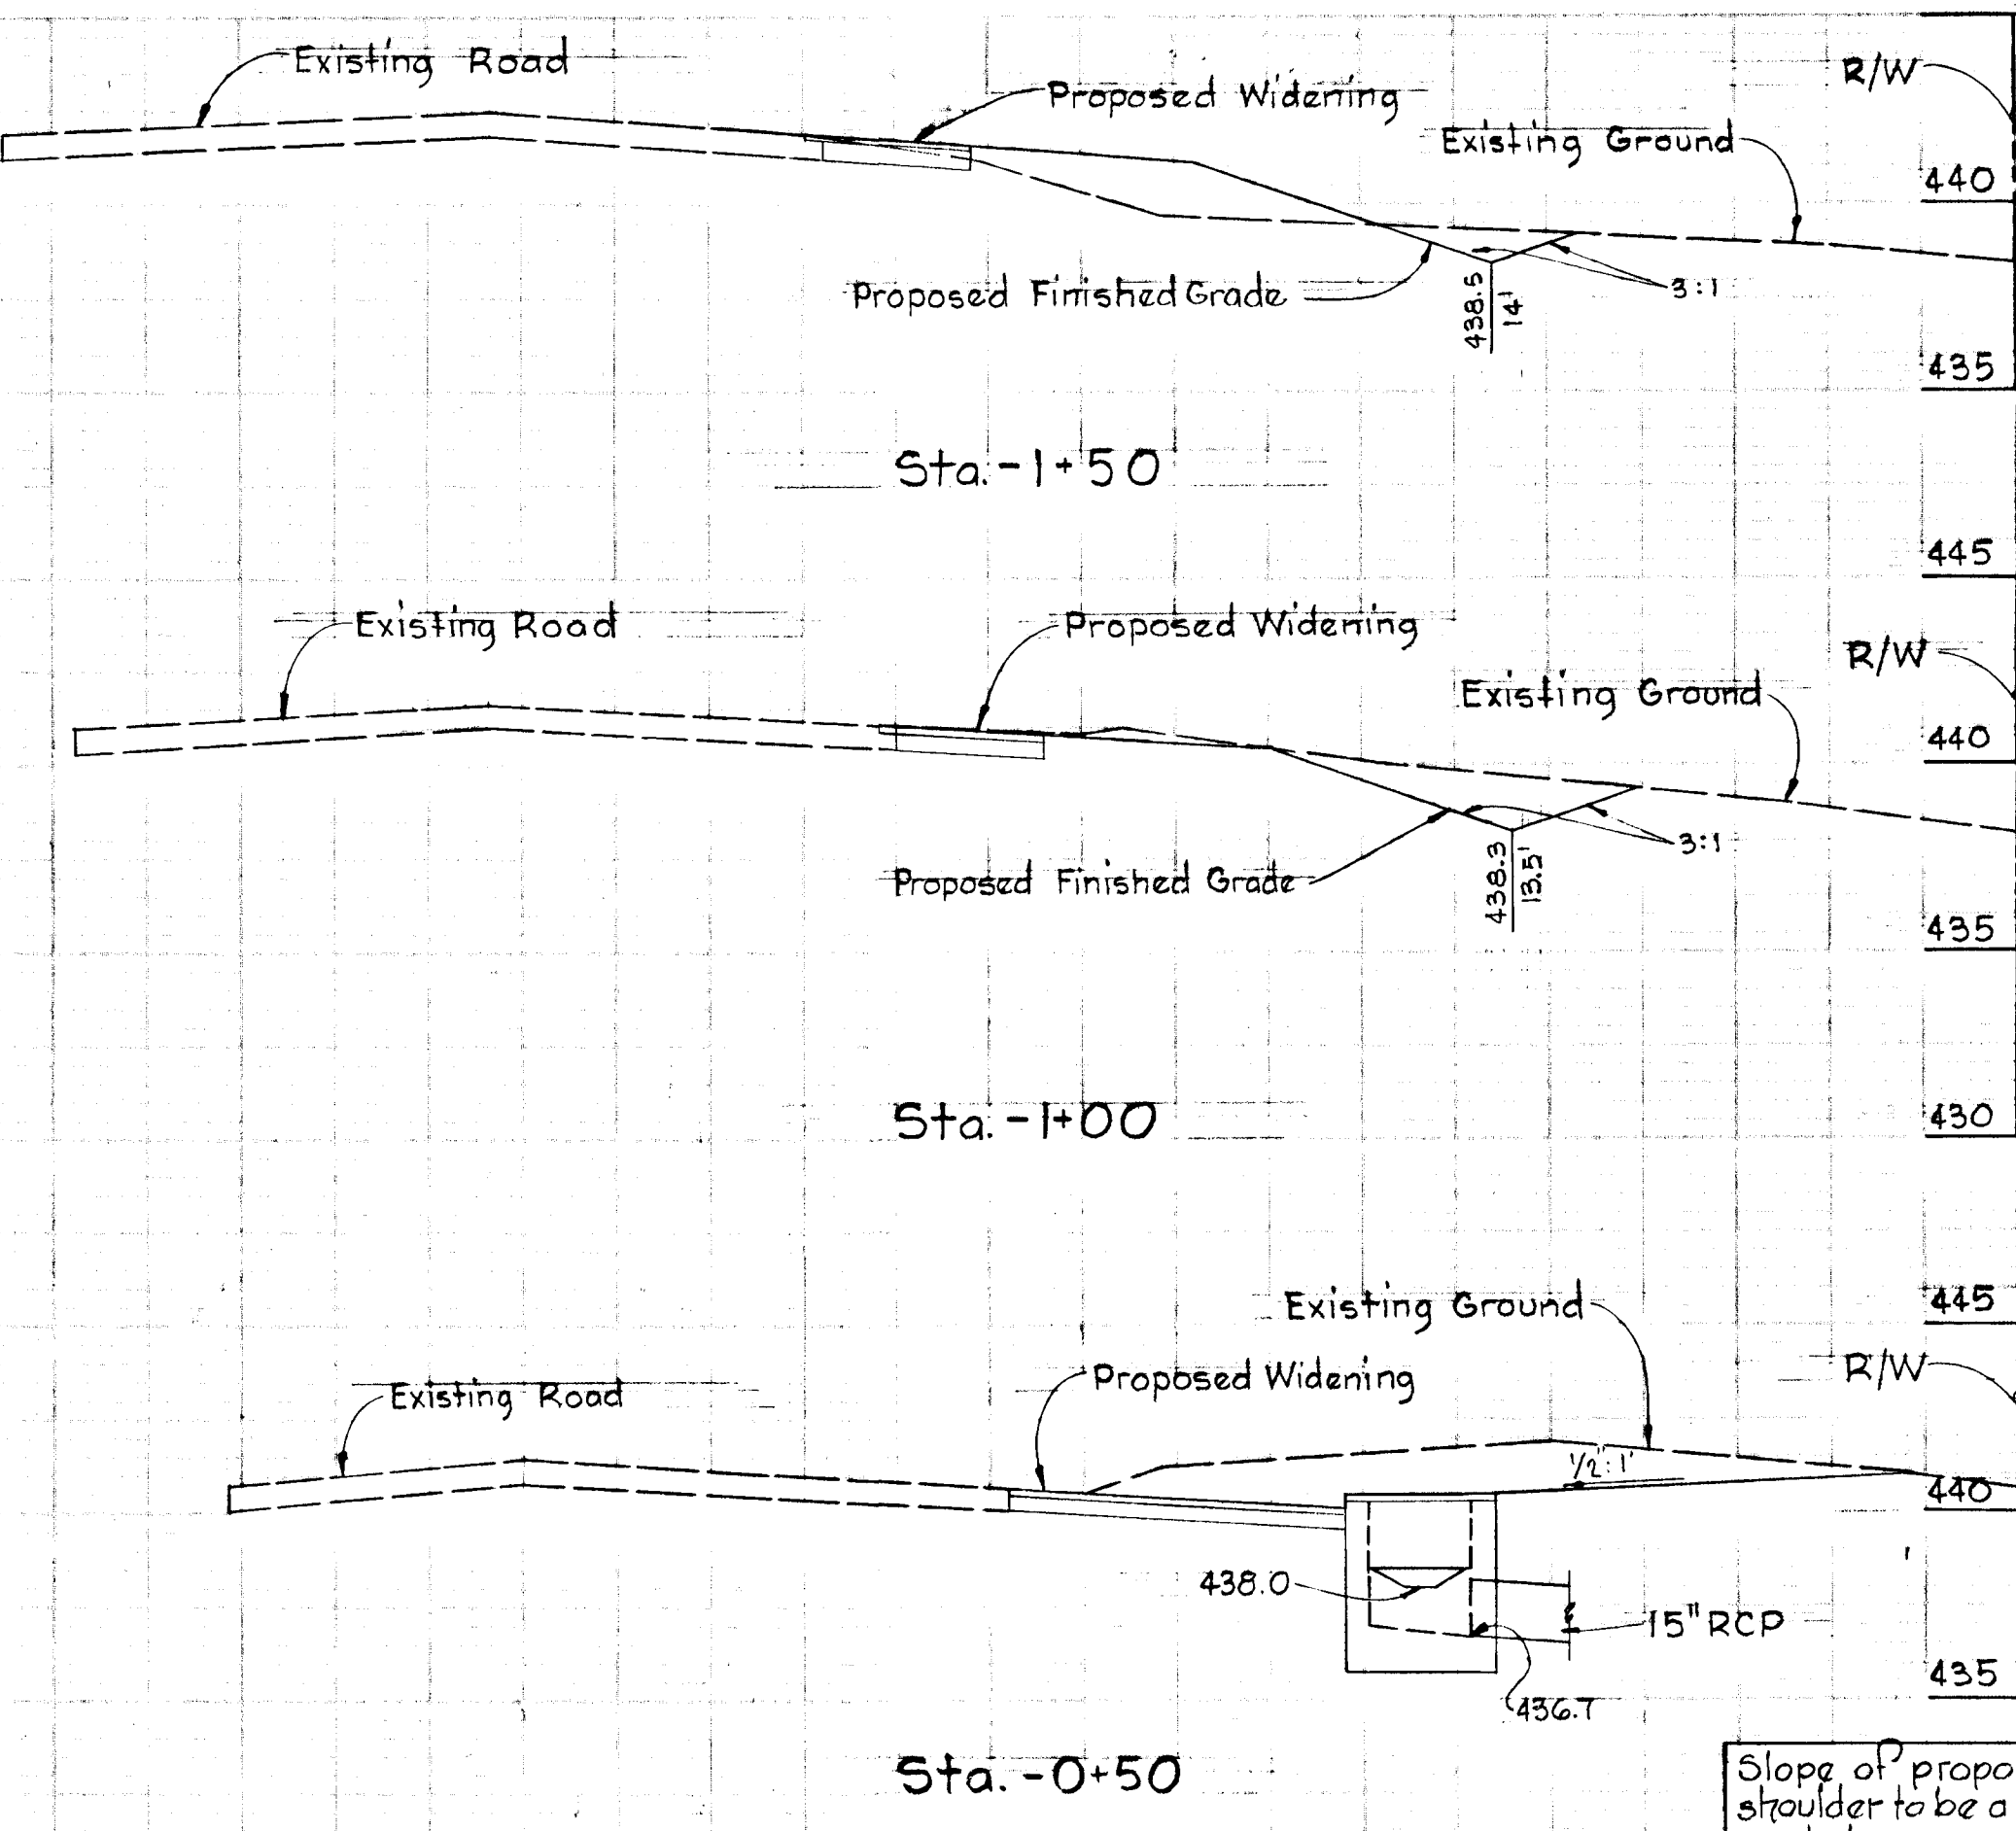 Existing Road
R/W
Proposed Widening
Existing Ground
440
Proposed Finished Grade
438.5
14'
3:1
435
Sta. -1+50
445
Existing Road
Proposed Widening
R/W
Existing Ground
440
3:1
438.3
13.5'
Proposed Finished Grade
435
Sta. -1+00
430
Existing Ground
445
Existing Road
Proposed Widening
R/W
1/2":1'
440
438.0
15" RCP
435
436.7
Sta. -0+50
Slope of propo
shoulder to be a